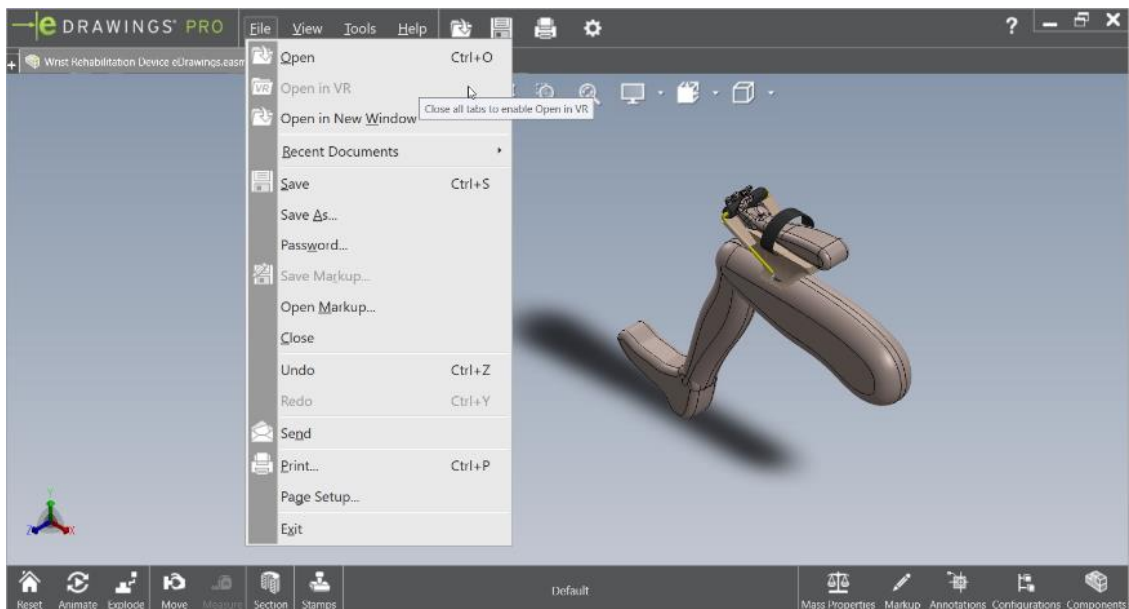 eDRAWINGS® PRO File View Tools Help ?
+ Wrist Rehabilitation Device eDrawings.easm
Open Ctrl+O
VR Open in VR
Close all tabs to enable Open in VR
Open in New Window
Recent Documents
Save Ctrl+S
Save As...
Password...
Save Markup...
Open Markup...
Close
Undo Ctrl+Z
Redo Ctrl+Y
Send
Print... Ctrl+P
Page Setup...
Exit
Y
Z X
Default
Reset Animate Explode Move Measure Section Stamps Mass Properties Markup Annotations Configurations Components